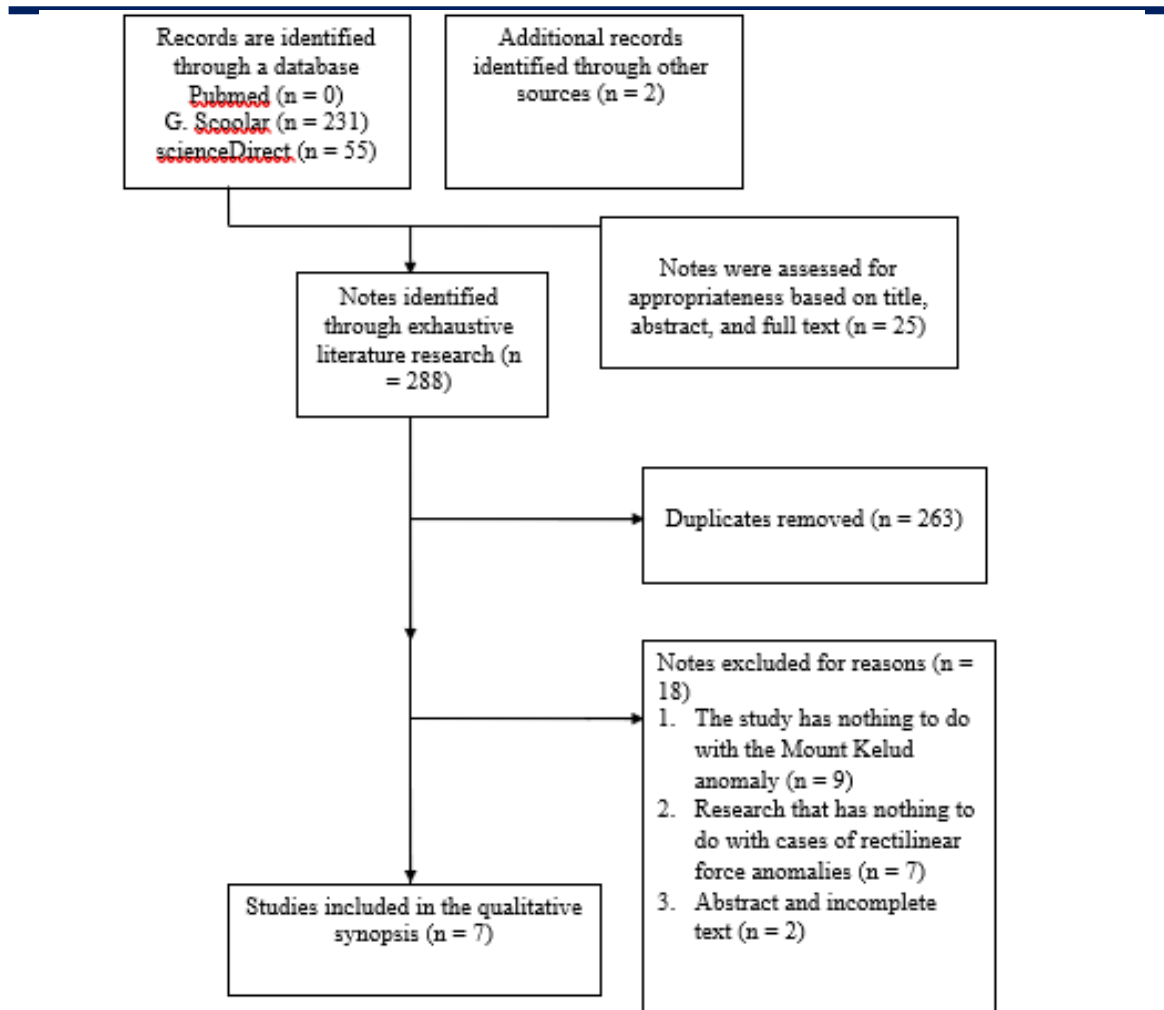 Records are identified
through a database
Pubmed (n = 0)
G. Scoolar (n = 231)
scienceDirect (n = 55)
Additional records
identified through other
sources (n = 2)
Notes identified
through exhaustive
literature research (n
= 288)
Notes were assessed for
appropriateness based on title,
abstract, and full text (n = 25)
Duplicates removed (n = 263)
Notes excluded for reasons (n =
18)
1. The study has nothing to do
with the Mount Kelud
anomaly (n = 9)
2. Research that has nothing to
do with cases of rectilinear
force anomalies (n = 7)
3. Abstract and incomplete
text (n = 2)
Studies included in the qualitative
synopsis (n = 7)